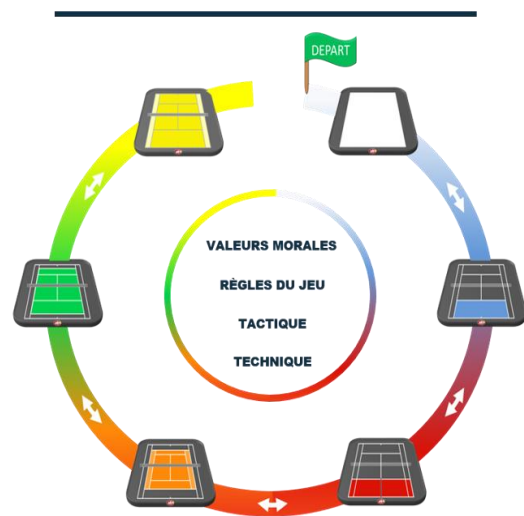 DEPART
VALEURS MORALES
RÈGLES DU JEU
TACTIQUE
TECHNIQUE